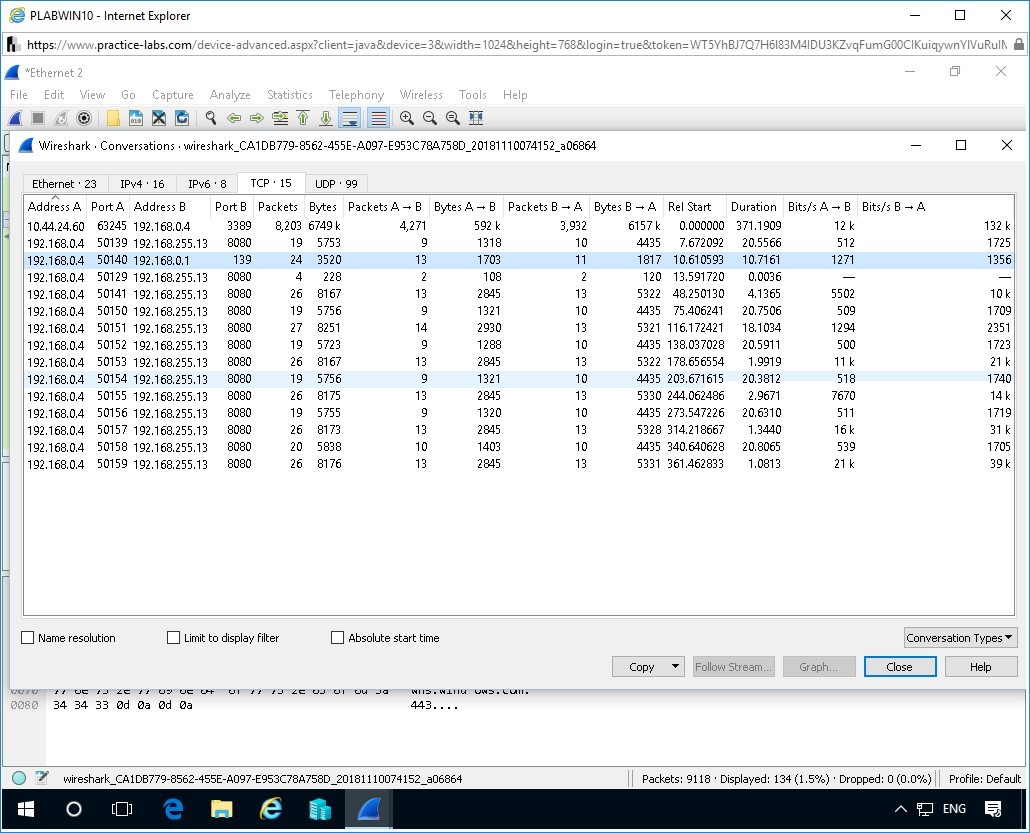 PLABWIN10 - Internet Explorer
https://www.practice-labs.com/device-advanced.aspx?client=java&device=3&width=1024&height=768&login=true&token=WT5YhBJ7Q7H6I83M4IDU3KZvqFumG00CIKuiqywnYIVuRuIN
*Ethernet 2
File Edit View Go Capture Analyze Statistics Telephony Wireless Tools Help
Wireshark · Conversations · wireshark_CA1DB779-8562-455E-A097-E953C78A758D_20181110074152_a06864
Ethernet · 23 IPv4 · 16 IPv6 · 8 TCP · 15 UDP · 99
Address A Port A Address B Port B Packets Bytes Packets A → B Bytes A → B Packets B → A Bytes B → A Rel Start Duration Bits/s A → B Bits/s B → A
10.44.24.60 63245 192.168.0.4 3389 8,203 6749 k 4,271 592 k 3,932 6157 k 0.000000 371.1909 12 k 132 k
192.168.0.4 50139 192.168.255.13 8080 19 5753 9 1318 10 4435 7.672092 20.5566 512 1725
192.168.0.4 50140 192.168.0.1 139 24 3520 13 1703 11 1817 10.610593 10.7161 1271 1356
192.168.0.4 50129 192.168.255.13 8080 4 228 2 108 2 120 13.591720 0.0036 — —
192.168.0.4 50141 192.168.255.13 8080 26 8167 13 2845 13 5322 48.250130 4.1365 5502 10 k
192.168.0.4 50150 192.168.255.13 8080 19 5756 9 1321 10 4435 75.406241 20.7506 509 1709
192.168.0.4 50151 192.168.255.13 8080 27 8251 14 2930 13 5321 116.172421 18.1034 1294 2351
192.168.0.4 50152 192.168.255.13 8080 19 5723 9 1288 10 4435 138.037028 20.5911 500 1723
192.168.0.4 50153 192.168.255.13 8080 26 8167 13 2845 13 5322 178.656554 1.9919 11 k 21 k
192.168.0.4 50154 192.168.255.13 8080 19 5756 9 1321 10 4435 203.671615 20.3812 518 1740
192.168.0.4 50155 192.168.255.13 8080 26 8175 13 2845 13 5330 244.062486 2.9671 7670 14 k
192.168.0.4 50156 192.168.255.13 8080 19 5755 9 1320 10 4435 273.547226 20.6310 511 1719
192.168.0.4 50157 192.168.255.13 8080 26 8173 13 2845 13 5328 314.218667 1.3440 16 k 31 k
192.168.0.4 50158 192.168.255.13 8080 20 5838 10 1403 10 4435 340.640628 20.8065 539 1705
192.168.0.4 50159 192.168.255.13 8080 26 8176 13 2845 13 5331 361.462833 1.0813 21 k 39 k
Name resolution Limit to display filter Absolute start time Conversation Types
Copy Follow Stream... Graph... Close Help
0080 34 34 33 0d 0a 0d 0a 443....
wireshark_CA1DB779-8562-455E-A097-E953C78A758D_20181110074152_a06864 Packets: 9118 · Displayed: 134 (1.5%) · Dropped: 0 (0.0%) Profile: Default
ENG